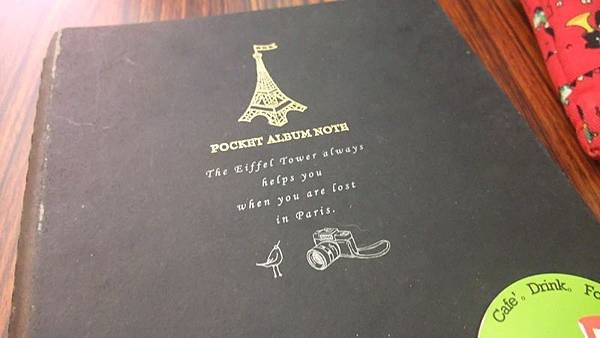 POCKET ALBUM NOTE
The Eiffel Tower always
helps you
when you are lost
in Paris.
Cafe'。Drink。